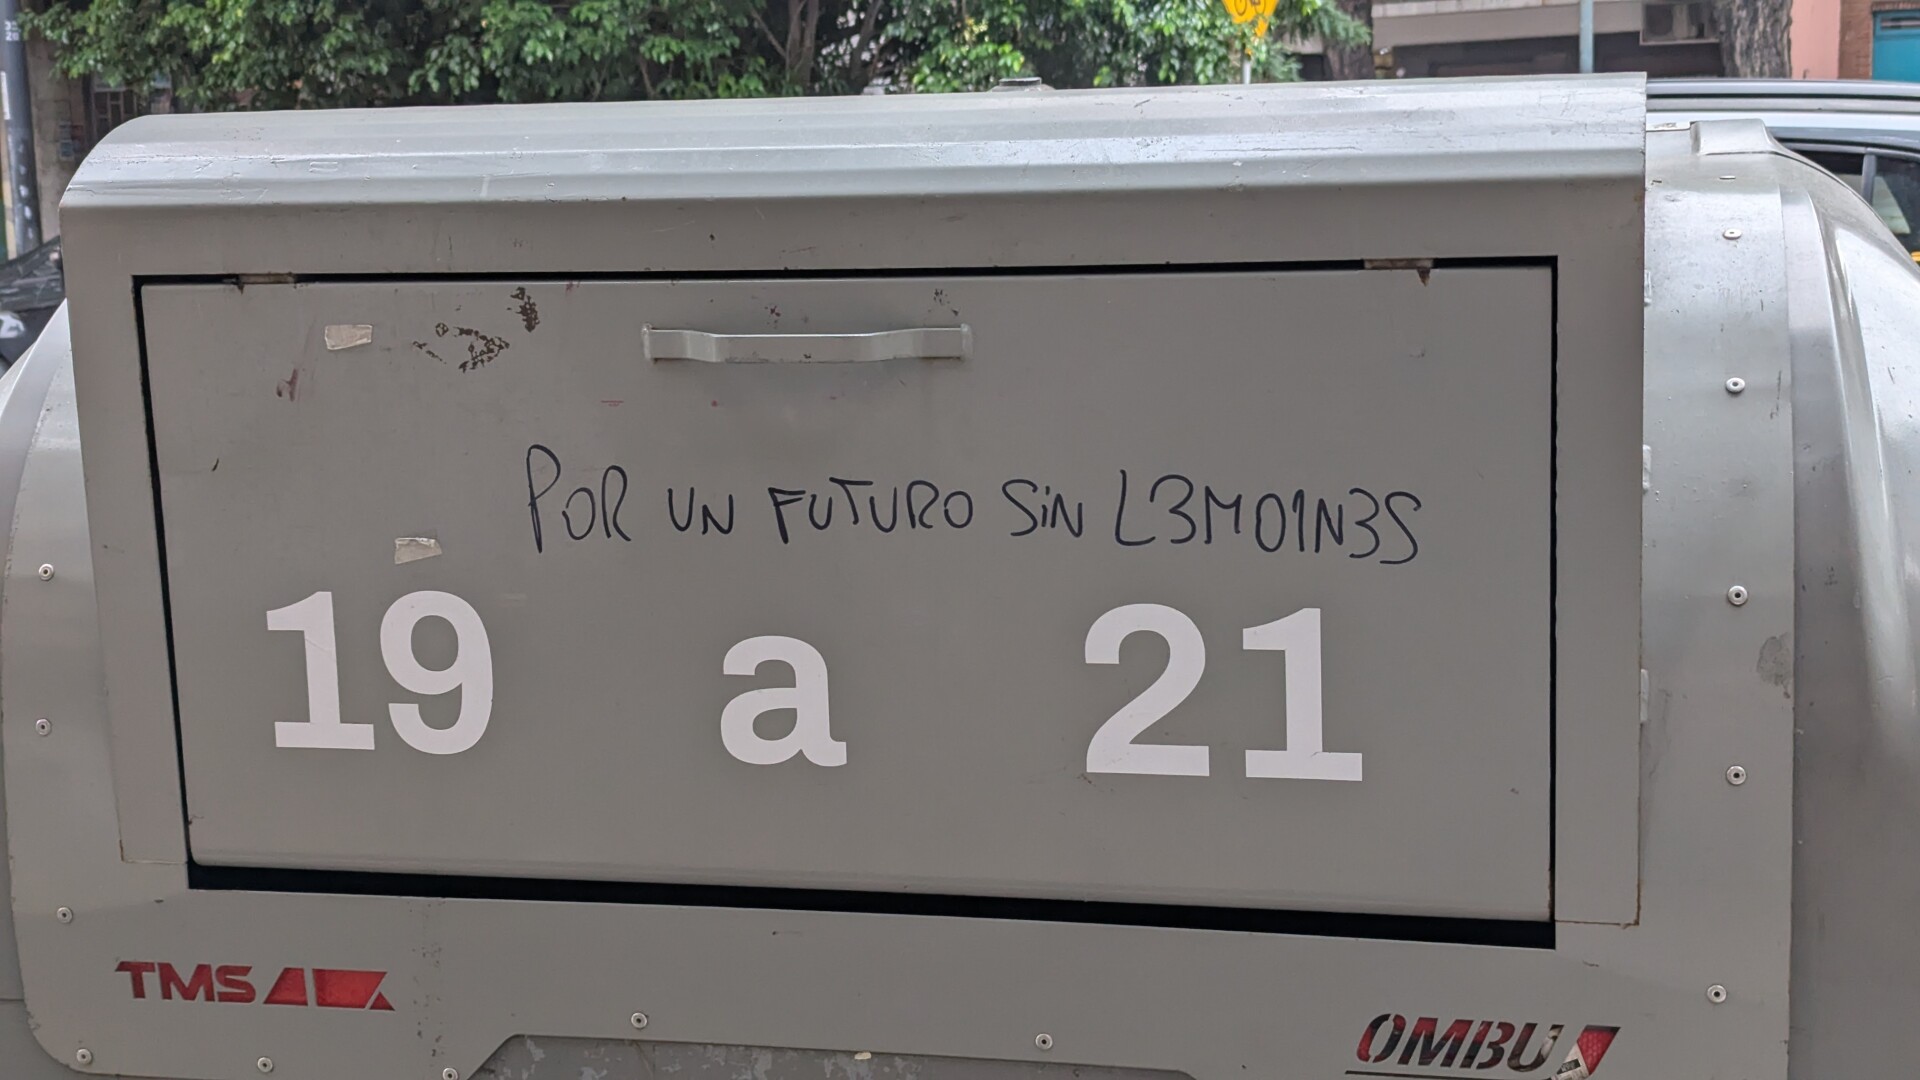 POR UN FUTURO SiN L3M01N3S
19 a 21
TMS
OMBU